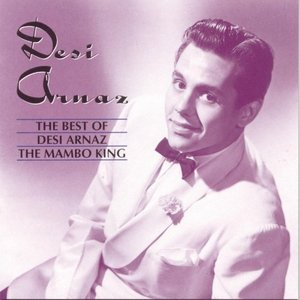 Desi
Arnaz
THE BEST OF
DESI ARNAZ
THE MAMBO KING